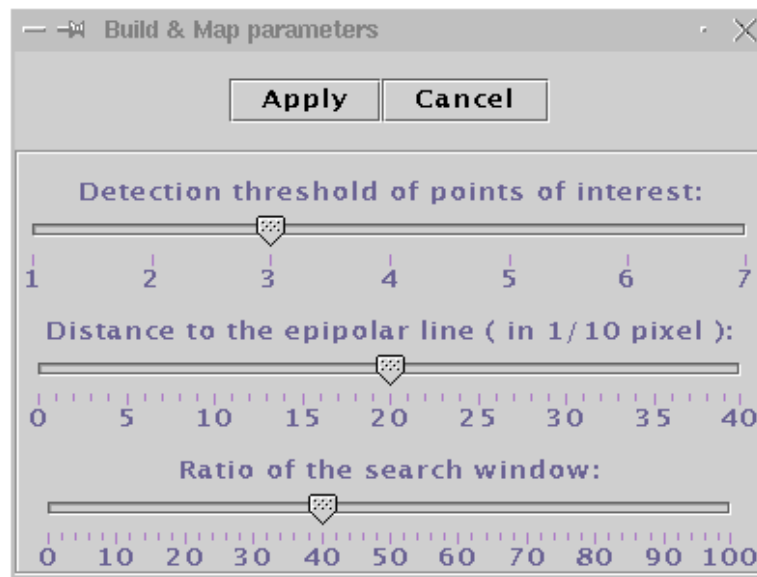 Build & Map parameters
Apply Cancel
Detection threshold of points of interest:
1 2 3 4 5 6 7
Distance to the epipolar line ( in 1/10 pixel ):
0 5 10 15 20 25 30 35 40
Ratio of the search window:
0 10 20 30 40 50 60 70 80 90 100